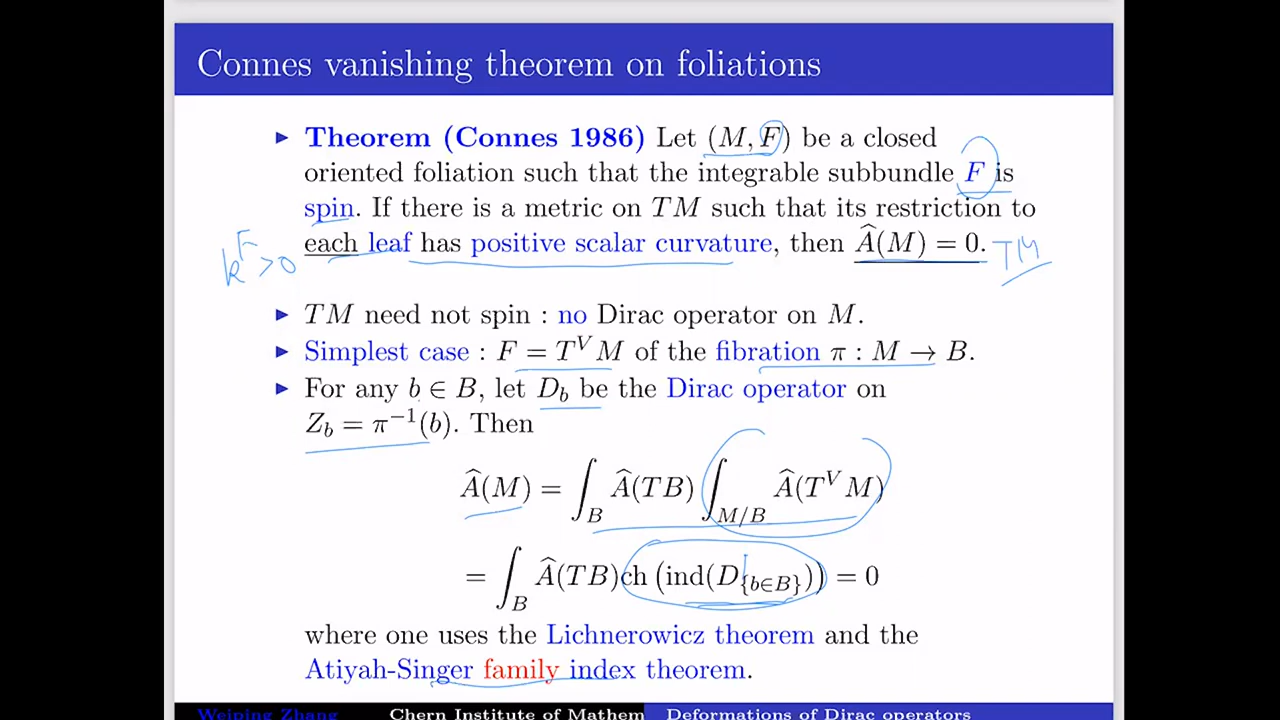 Connes vanishing theorem on foliations
▶ Theorem (Connes 1986) Let (M, F) be a closed
oriented foliation such that the integrable subbundle F is
spin. If there is a metric on TM such that its restriction to
each leaf has positive scalar curvature, then Â(M) = 0. TM
k^F > 0
▶ TM need not spin : no Dirac operator on M.
▶ Simplest case : F = T^V M of the fibration π : M → B.
▶ For any b ∈ B, let D_b be the Dirac operator on
Z_b = π^{-1}(b). Then
Â(M) = ∫_B Â(TB) ∫_{M/B} Â(T^V M)
= ∫_B Â(TB)ch (ind(D_{{b∈B}})) = 0
where one uses the Lichnerowicz theorem and the
Atiyah-Singer family index theorem.
Weiping Zhang Chern Institute of Mathem Deformations of Dirac operators